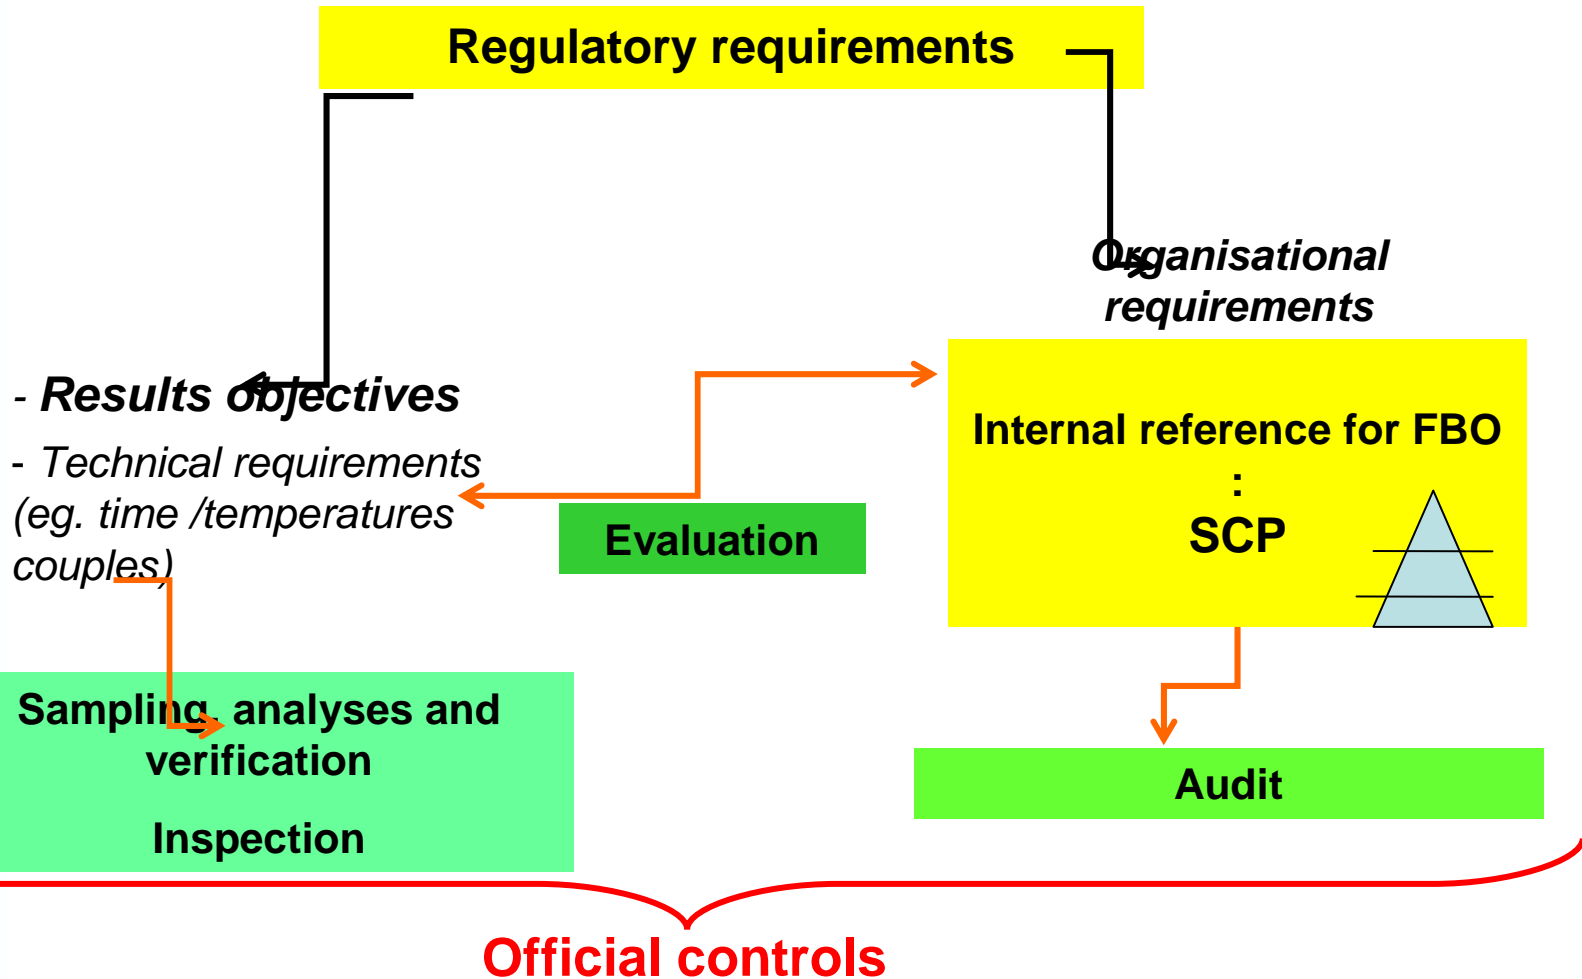 Regulatory requirements
Organisational
requirements
- Results objectives
- Technical requirements
(eg. time /temperatures
couples)
Internal reference for FBO
:
SCP
Evaluation
Sampling, analyses and
verification
Inspection
Audit
Official controls